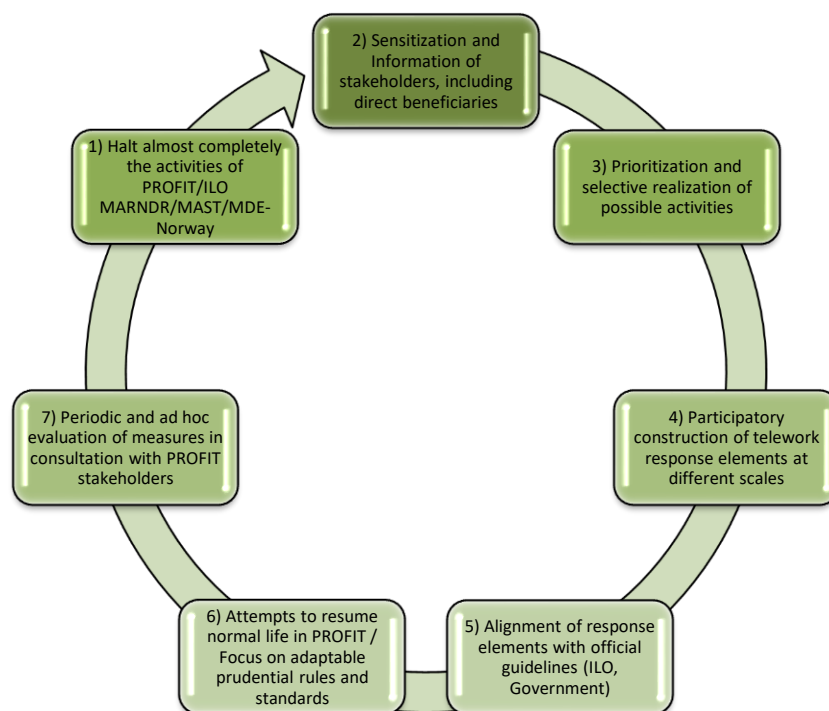 2) Sensitization and
Information of
stakeholders, including
direct beneficiaries
1) Halt almost completely
the activities of
PROFIT/ILO
MARNDR/MAST/MDE-
Norway
3) Prioritization and
selective realization of
possible activities
7) Periodic and ad hoc
evaluation of measures in
consultation with PROFIT
stakeholders
4) Participatory
construction of telework
response elements at
different scales
6) Attempts to resume
normal life in PROFIT /
Focus on adaptable
prudential rules and
standards
5) Alignment of response
elements with official
guidelines (ILO,
Government)